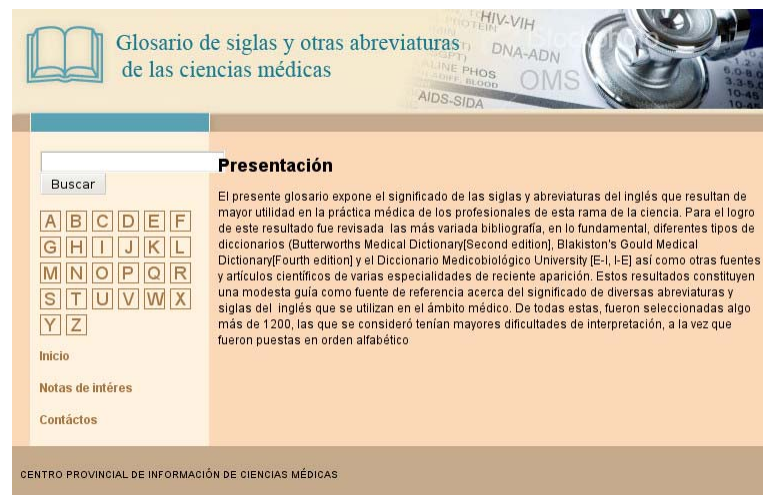 Glosario de siglas y otras abreviaturas
de las ciencias médicas
HIV-VIH
PROTEIN
DNA-ADN
ALINE PHOS
BLOOD
OMS
AIDS-SIDA
Buscar
A B C D E F
G H I J K L
M N O P Q R
S T U V W X
Y Z
Inicio
Notas de intéres
Contáctos
Presentación
El presente glosario expone el significado de las siglas y abreviaturas del inglés que resultan de
mayor utilidad en la práctica médica de los profesionales de esta rama de la ciencia. Para el logro
de este resultado fue revisada las más variada bibliografía, en lo fundamental, diferentes tipos de
diccionarios (Butterworths Medical Dictionary[Second edition], Blakiston's Gould Medical
Dictionary[Fourth edition] y el Diccionario Medicobiológico University [E-I, I-E] así como otras fuentes
y artículos científicos de varias especialidades de reciente aparición. Estos resultados constituyen
una modesta guía como fuente de referencia acerca del significado de diversas abreviaturas y
siglas del inglés que se utilizan en el ámbito médico. De todas estas, fueron seleccionadas algo
más de 1200, las que se consideró tenían mayores dificultades de interpretación, a la vez que
fueron puestas en orden alfabético
CENTRO PROVINCIAL DE INFORMACIÓN DE CIENCIAS MÉDICAS